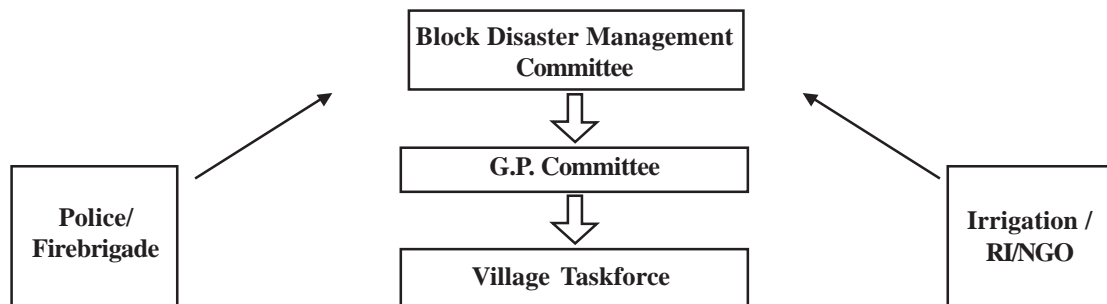 Block Disaster Management
Committee
G.P. Committee
Police/
Firebrigade
Irrigation /
RI/NGO
Village Taskforce